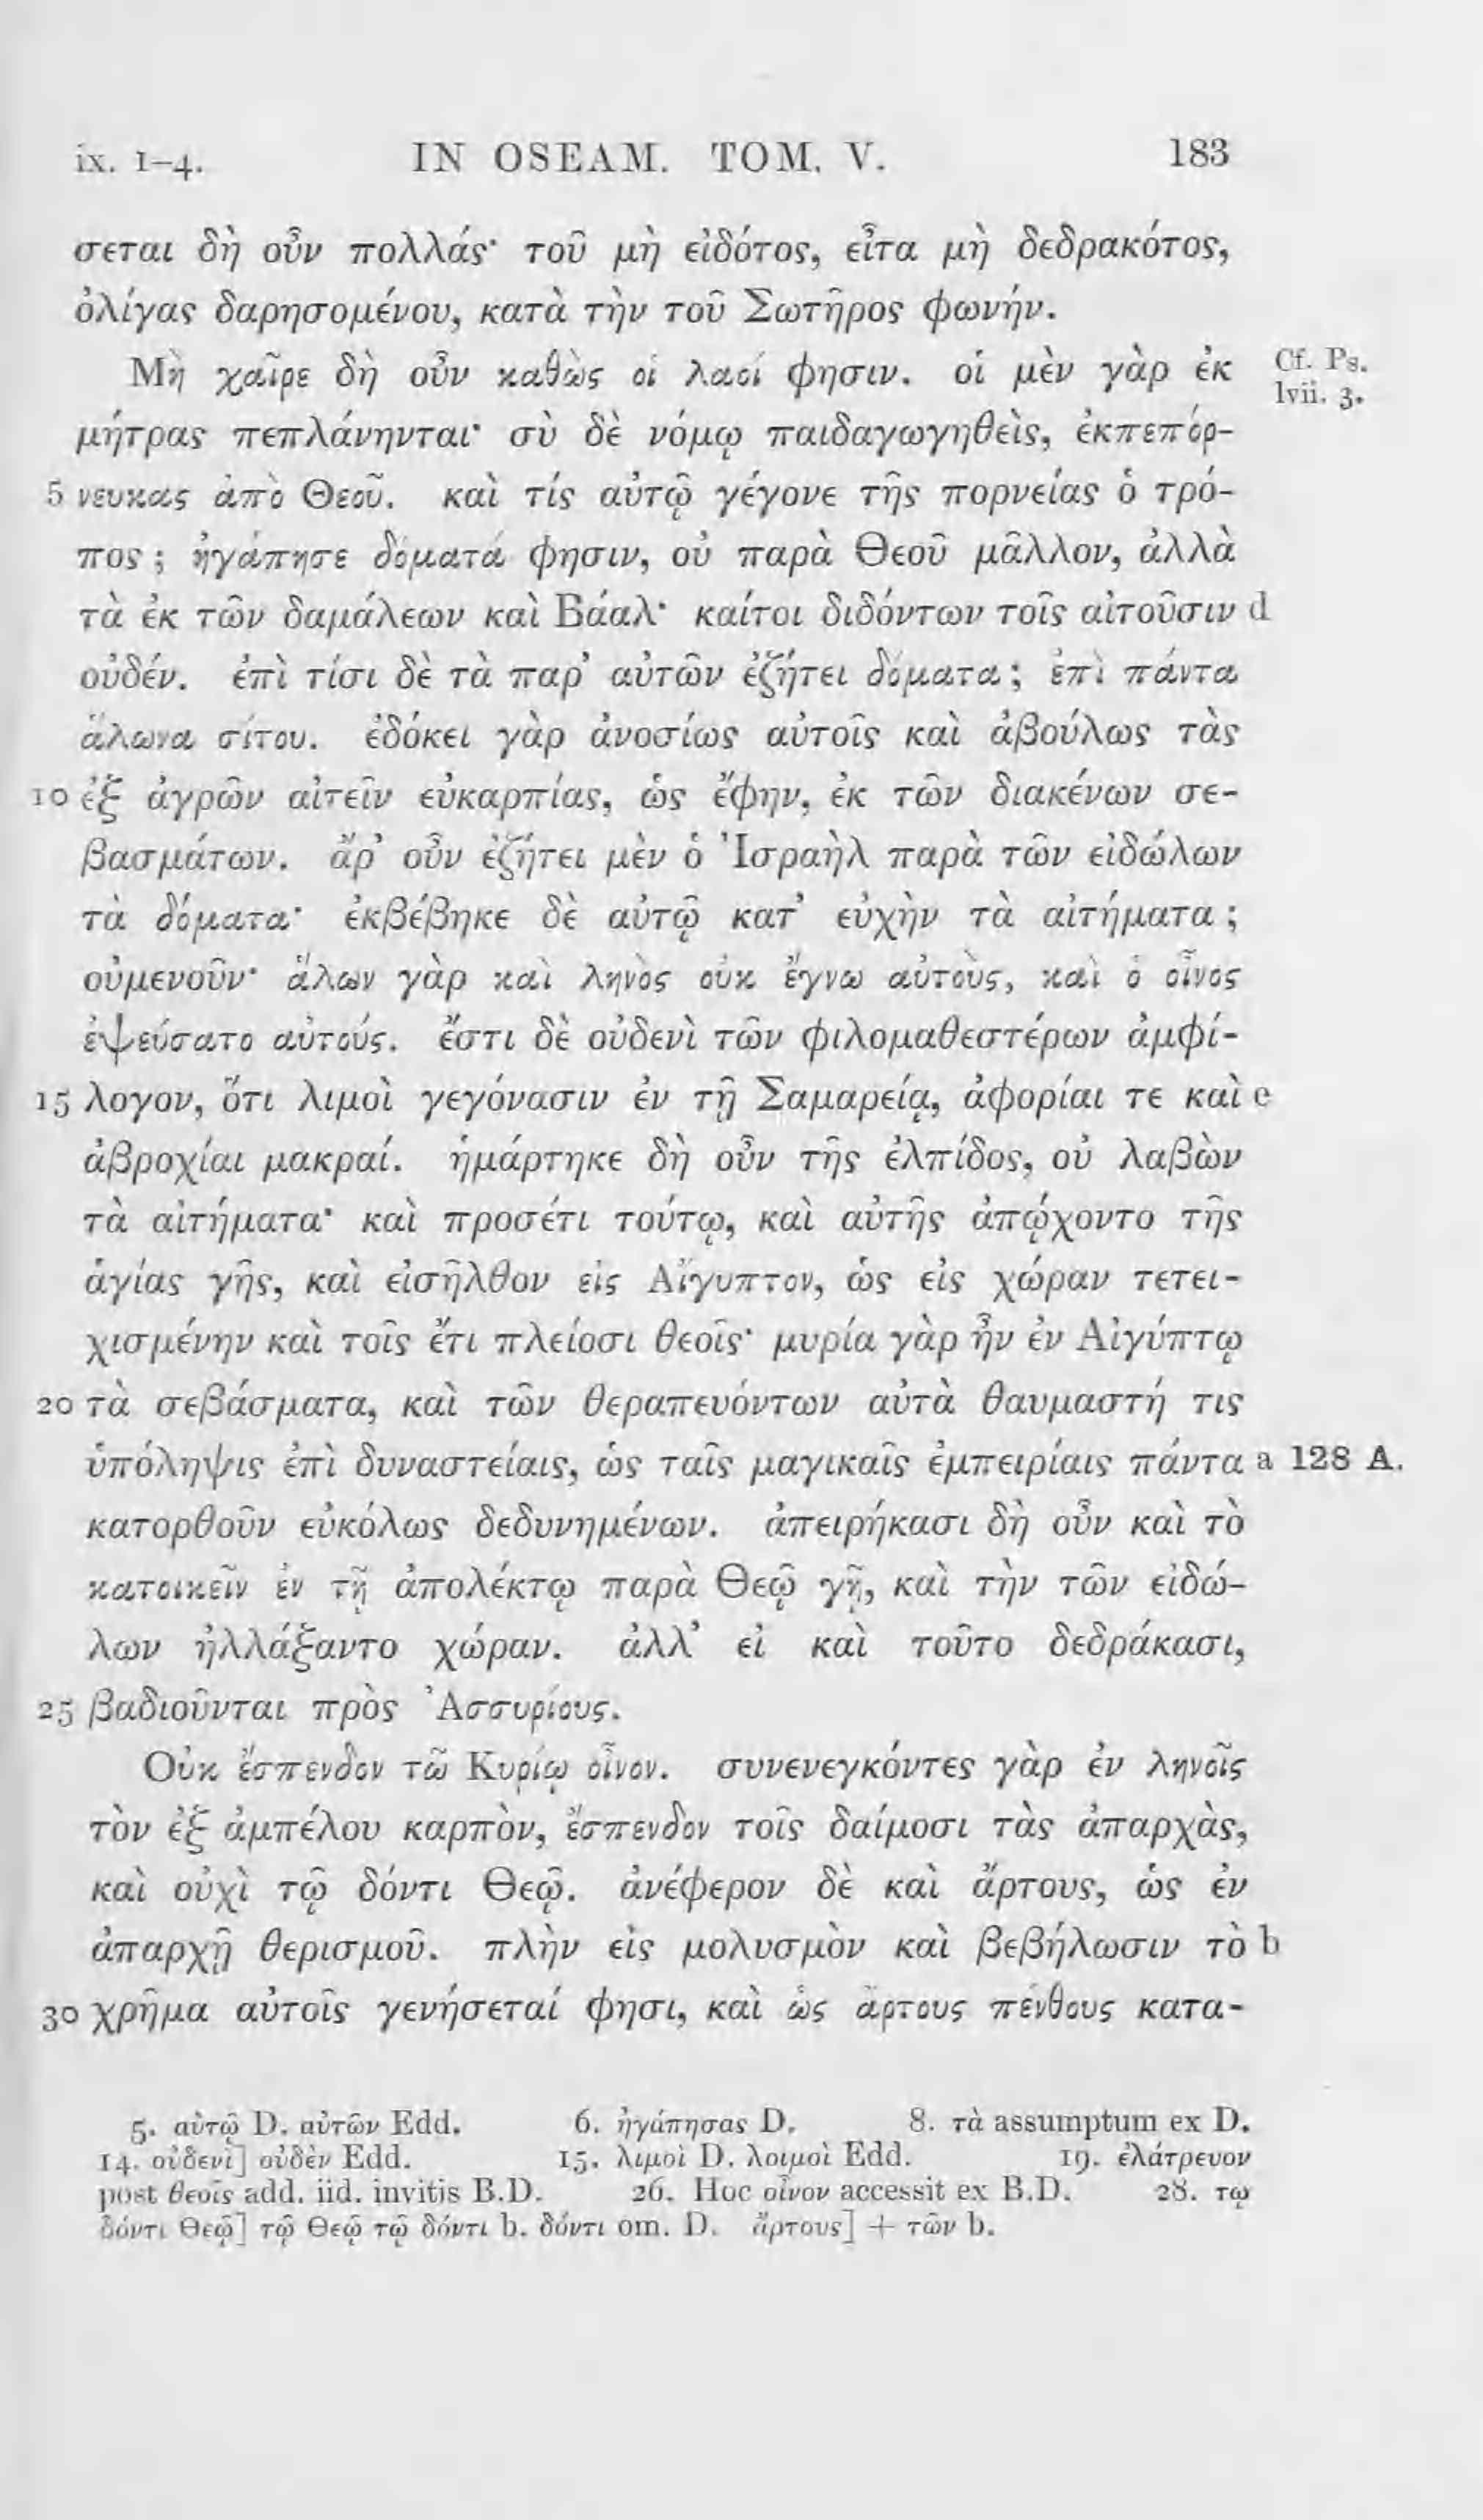 ix. 1-4. IN OSEAM. TOM. V. 183
σεται δὴ οὖν πολλάς· τοῦ μὴ εἰδότος, εἶτα μὴ δεδρακότος,
ὀλίγας δαρησομένου, κατὰ τὴν τοῦ Σωτῆρος φωνήν.
Μὴ χαῖρε δὴ οὖν καθὼς οἱ λαοί φησιν. οἱ μὲν γὰρ ἐκ Cf. Ps.
lvii. 3.
μήτρας πεπλάνηνται· σὺ δὲ νόμῳ παιδαγωγηθεὶς, ἐκπεπόρ-
5 νευκας ἀπὸ Θεοῦ. καὶ τίς αὐτῷ γέγονε τῆς πορνείας ὁ τρό-
πος; ἠγάπησε δόματά φησιν, οὐ παρὰ Θεοῦ μᾶλλον, ἀλλὰ
τὰ ἐκ τῶν δαμάλεων καὶ Βάαλ· καίτοι διδόντων τοῖς αἰτοῦσιν d
οὐδέν. ἐπὶ τίσι δὲ τὰ παρ’ αὐτῶν ἐζήτει δόματα; ἐπὶ πάντα
ἅλωνα σίτου. ἐδόκει γὰρ ἀνοσίως αὐτοῖς καὶ ἀβούλως τὰς
10 ἐξ ἀγρῶν αἰτεῖν εὐκαρπίας, ὡς ἔφην, ἐκ τῶν διακένων σε-
βασμάτων. ἆρ’ οὖν ἐζήτει μὲν ὁ Ἰσραὴλ παρὰ τῶν εἰδώλων
τὰ δόματα· ἐκβέβηκε δὲ αὐτῷ κατ’ εὐχὴν τὰ αἰτήματα;
οὐμενοῦν· ἅλων γὰρ καὶ ληνὸς οὐκ ἔγνω αὐτοὺς, καὶ ὁ οἶνος
ἐψεύσατο αὐτούς. ἔστι δὲ οὐδενὶ τῶν φιλομαθεστέρων ἀμφί-
15 λογον, ὅτι λιμοὶ γεγόνασιν ἐν τῇ Σαμαρείᾳ, ἀφορίαι τε καὶ e
ἀβροχίαι μακραί. ἡμάρτηκε δὴ οὖν τῆς ἐλπίδος, οὐ λαβὼν
τὰ αἰτήματα· καὶ προσέτι τούτῳ, καὶ αὐτῆς ἀπῴχοντο τῆς
ἁγίας γῆς, καὶ εἰσῆλθον εἰς Αἴγυπτον, ὡς εἰς χώραν τετει-
χισμένην καὶ τοῖς ἔτι πλείοσι θεοῖς· μυρία γὰρ ἦν ἐν Αἰγύπτῳ
20 τὰ σεβάσματα, καὶ τῶν θεραπευόντων αὐτὰ θαυμαστή τις
ὑπόληψις ἐπὶ δυναστείαις, ὡς ταῖς μαγικαῖς ἐμπειρίαις πάντα a 128 A.
κατορθοῦν εὐκόλως δεδυνημένων. ἀπειρήκασι δὴ οὖν καὶ τὸ
κατοικεῖν ἐν τῇ ἀπολέκτῳ παρὰ Θεῷ γῇ, καὶ τὴν τῶν εἰδώ-
λων ἠλλάξαντο χώραν. ἀλλ’ εἰ καὶ τοῦτο δεδράκασι,
25 βαδιοῦνται πρὸς Ἀσσυρίους.
Οὐκ ἔσπενδον τῶ Κυρίῳ οἶνον. συνενεγκόντες γὰρ ἐν ληνοῖς
τὸν ἐξ ἀμπέλου καρπὸν, ἔσπενδον τοῖς δαίμοσι τὰς ἀπαρχὰς,
καὶ οὐχὶ τῷ δόντι Θεῷ. ἀνέφερον δὲ καὶ ἄρτους, ὡς ἐν
ἀπαρχῇ θερισμοῦ. πλὴν εἰς μολυσμὸν καὶ βεβήλωσιν τὸ b
30 χρῆμα αὐτοῖς γενήσεταί φησι, καὶ ὡς ἄρτους πένθους κατα-
5. αὐτῷ D. αὐτῶν Edd. 6. ἠγάπησας D. 8. τὰ assumptum ex D.
14. οὐδενὶ] οὐδὲν Edd. 15. λιμοὶ D. λοιμοὶ Edd. 19. ἐλάτρευον
post θεοῖς add. iid. invitis B.D. 26. Hoc οἶνον accessit ex B.D. 28. τῳ
δόντι Θεῷ] τῷ Θεῷ τῷ δόντι b. δόντι om. D. ἄρτους] + τῶν b.